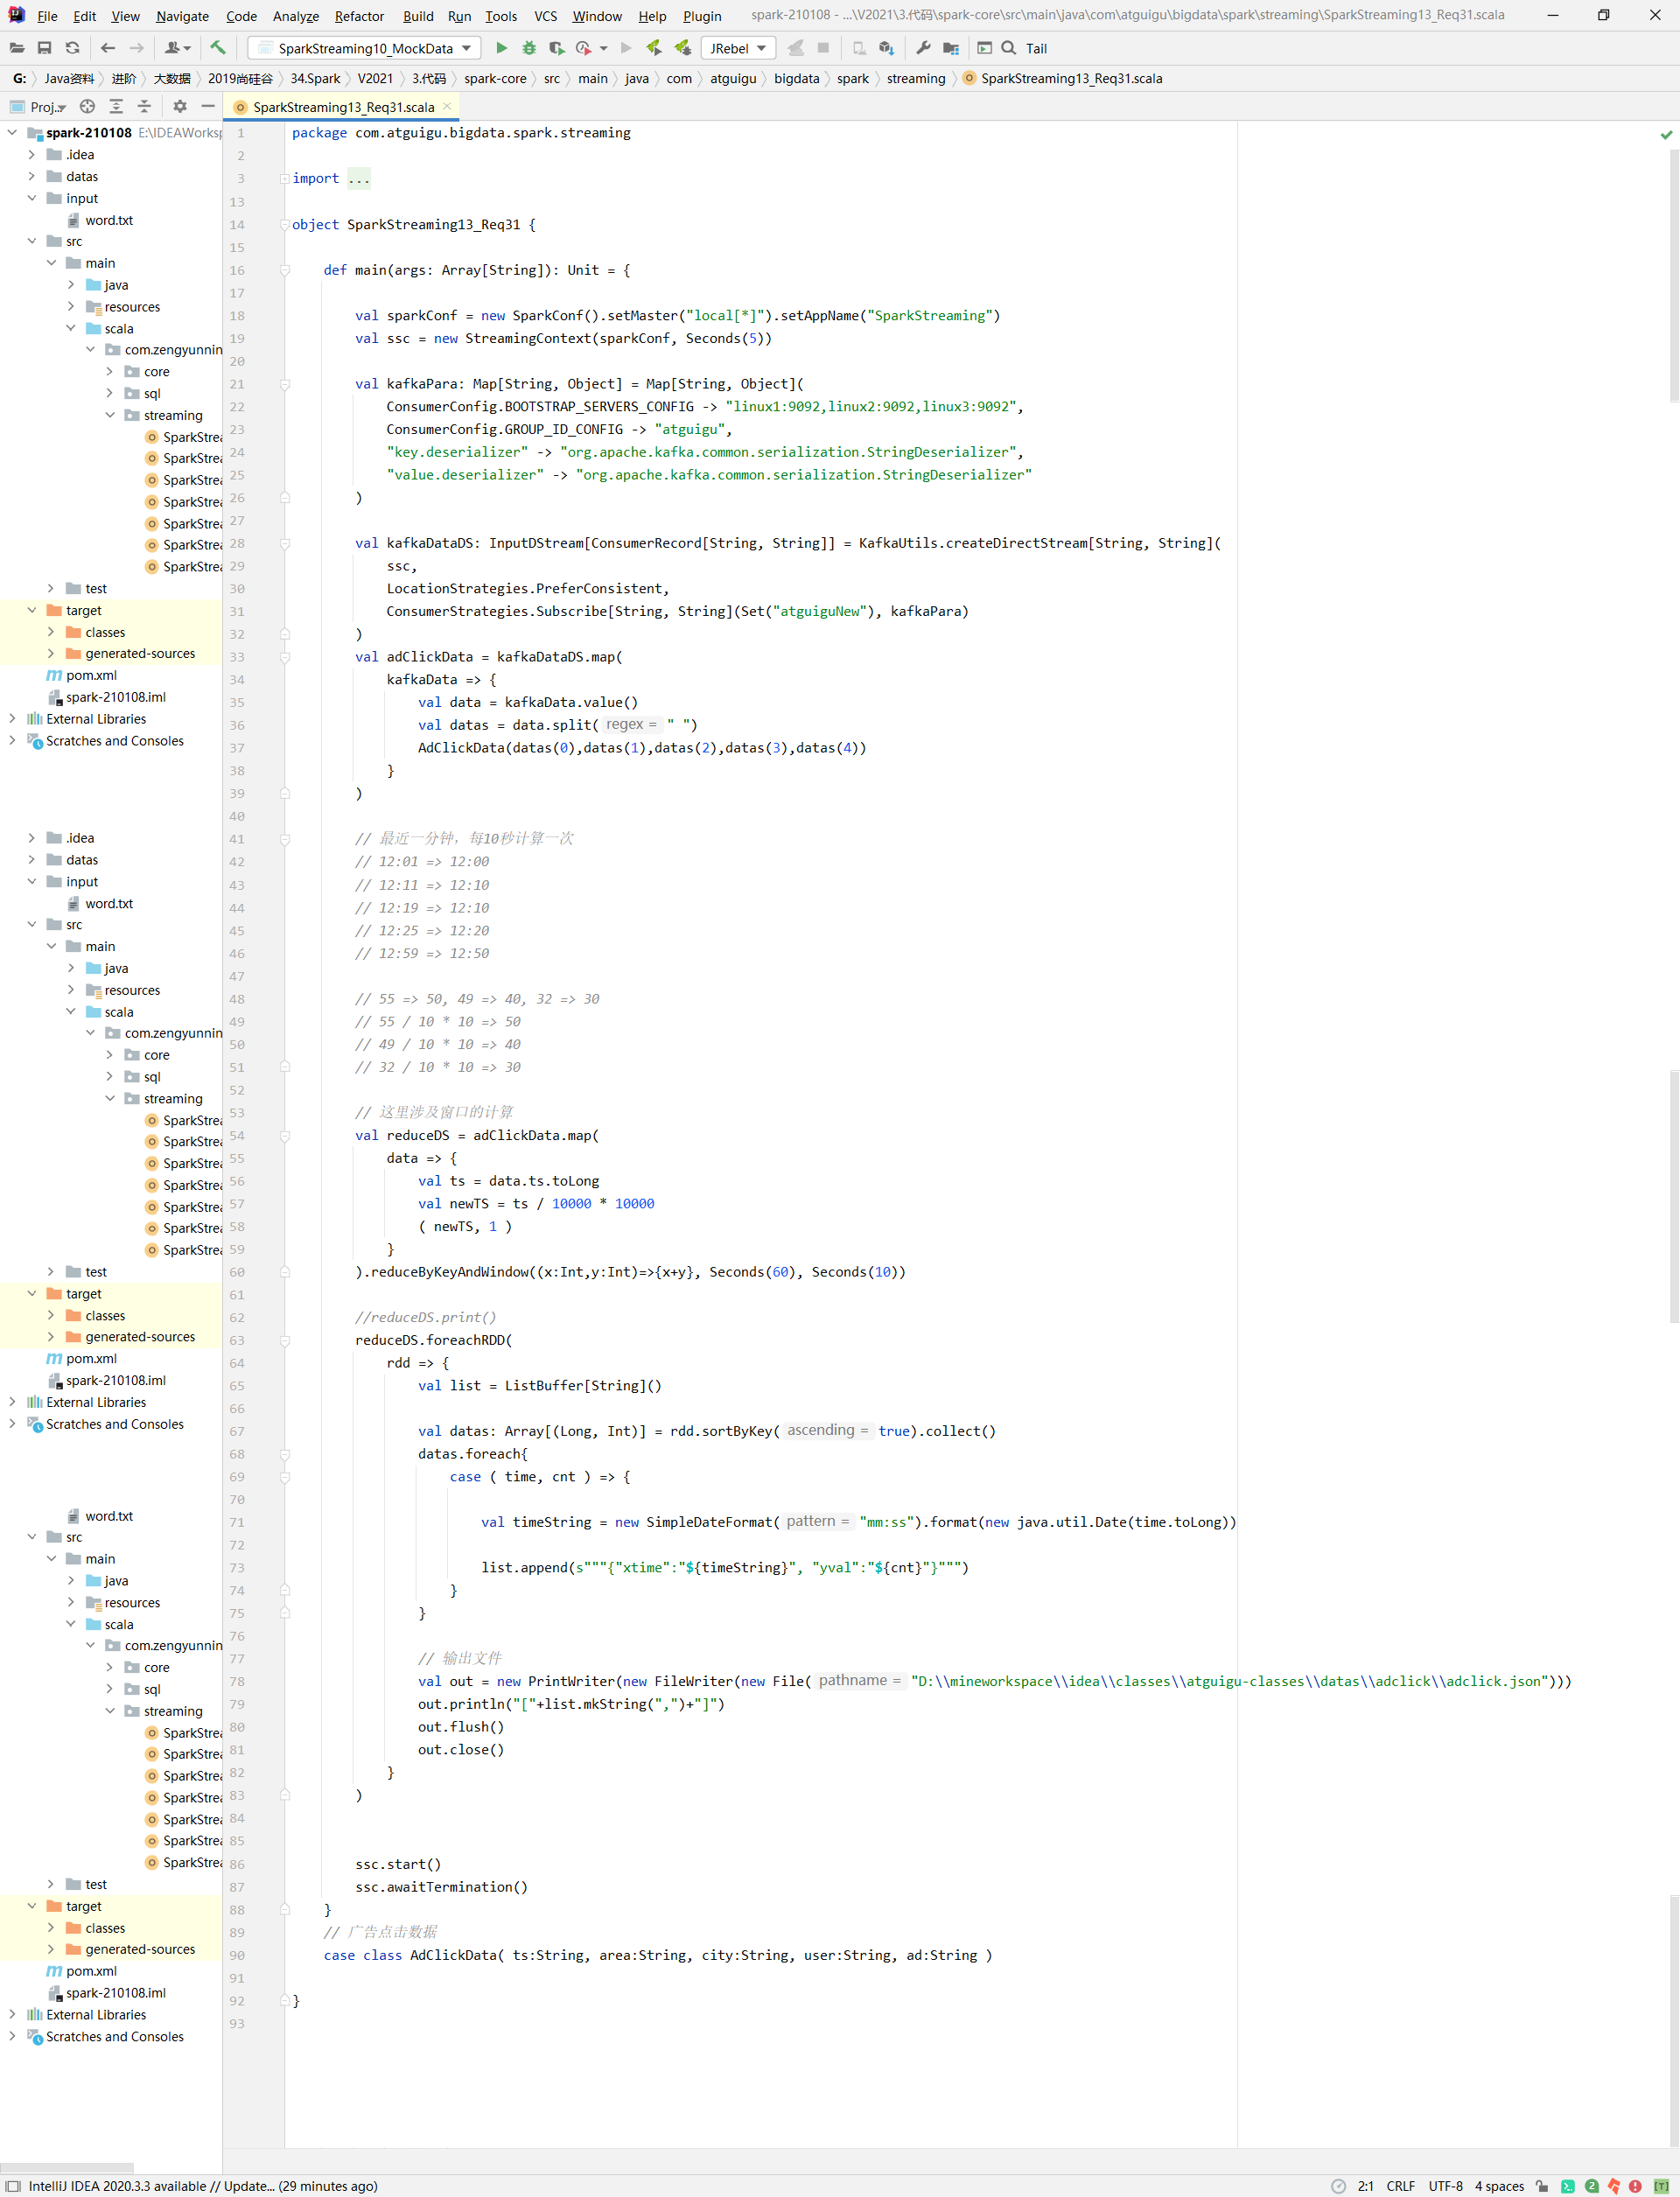 File Edit View Navigate Code Analyze Refactor Build Run Tools VCS Window Help Plugin spark-210108 - ...\V2021\3.代码\spark-core\src\main\java\com\atguigu\bigdata\spark\streaming\SparkStreaming13_Req31.scala
SparkStreaming10_MockData JRebel Tail
G: Java资料 进阶 大数据 2019尚硅谷 34.Spark V2021 3.代码 spark-core src main java com atguigu bigdata spark streaming SparkStreaming13_Req31.scala
Proj.. SparkStreaming13_Req31.scala
spark-210108 E:\IDEAWorksp
.idea
datas
input
word.txt
src
main
java
resources
scala
com.zengyunnin
core
sql
streaming
SparkStrea
SparkStrea
SparkStrea
SparkStrea
SparkStrea
SparkStrea
SparkStrea
test
target
classes
generated-sources
pom.xml
spark-210108.iml
External Libraries
Scratches and Consoles
.idea
datas
input
word.txt
src
main
java
resources
scala
com.zengyunnin
core
sql
streaming
SparkStrea
SparkStrea
SparkStrea
SparkStrea
SparkStrea
SparkStrea
SparkStrea
test
target
classes
generated-sources
pom.xml
spark-210108.iml
External Libraries
Scratches and Consoles
word.txt
src
main
java
resources
scala
com.zengyunnin
core
sql
streaming
SparkStrea
SparkStrea
SparkStrea
SparkStrea
SparkStrea
SparkStrea
SparkStrea
test
target
classes
generated-sources
pom.xml
spark-210108.iml
External Libraries
Scratches and Consoles
1 package com.atguigu.bigdata.spark.streaming
2
3 import ...
13
14 object SparkStreaming13_Req31 {
15
16 def main(args: Array[String]): Unit = {
17
18 val sparkConf = new SparkConf().setMaster("local[*]").setAppName("SparkStreaming")
19 val ssc = new StreamingContext(sparkConf, Seconds(5))
20
21 val kafkaPara: Map[String, Object] = Map[String, Object](
22 ConsumerConfig.BOOTSTRAP_SERVERS_CONFIG -> "linux1:9092,linux2:9092,linux3:9092",
23 ConsumerConfig.GROUP_ID_CONFIG -> "atguigu",
24 "key.deserializer" -> "org.apache.kafka.common.serialization.StringDeserializer",
25 "value.deserializer" -> "org.apache.kafka.common.serialization.StringDeserializer"
26 )
27
28 val kafkaDataDS: InputDStream[ConsumerRecord[String, String]] = KafkaUtils.createDirectStream[String, String](
29 ssc,
30 LocationStrategies.PreferConsistent,
31 ConsumerStrategies.Subscribe[String, String](Set("atguiguNew"), kafkaPara)
32 )
33 val adClickData = kafkaDataDS.map(
34 kafkaData => {
35 val data = kafkaData.value()
36 val datas = data.split( regex = " ")
37 AdClickData(datas(0),datas(1),datas(2),datas(3),datas(4))
38 }
39 )
40
41 // 最近一分钟，每10秒计算一次
42 // 12:01 => 12:00
43 // 12:11 => 12:10
44 // 12:19 => 12:10
45 // 12:25 => 12:20
46 // 12:59 => 12:50
47
48 // 55 => 50, 49 => 40, 32 => 30
49 // 55 / 10 * 10 => 50
50 // 49 / 10 * 10 => 40
51 // 32 / 10 * 10 => 30
52
53 // 这里涉及窗口的计算
54 val reduceDS = adClickData.map(
55 data => {
56 val ts = data.ts.toLong
57 val newTS = ts / 10000 * 10000
58 ( newTS, 1 )
59 }
60 ).reduceByKeyAndWindow((x:Int,y:Int)=>{x+y}, Seconds(60), Seconds(10))
61
62 //reduceDS.print()
63 reduceDS.foreachRDD(
64 rdd => {
65 val list = ListBuffer[String]()
66
67 val datas: Array[(Long, Int)] = rdd.sortByKey( ascending = true).collect()
68 datas.foreach{
69 case ( time, cnt ) => {
70
71 val timeString = new SimpleDateFormat( pattern = "mm:ss").format(new java.util.Date(time.toLong))
72
73 list.append(s"""{"xtime":"${timeString}", "yval":"${cnt}"}""")
74 }
75 }
76
77 // 输出文件
78 val out = new PrintWriter(new FileWriter(new File( pathname = "D:\\mineworkspace\\idea\\classes\\atguigu-classes\\datas\\adclick\\adclick.json")))
79 out.println("["+list.mkString(",")+"]")
80 out.flush()
81 out.close()
82 }
83 )
84
85
86 ssc.start()
87 ssc.awaitTermination()
88 }
89 // 广告点击数据
90 case class AdClickData( ts:String, area:String, city:String, user:String, ad:String )
91
92 }
93
IntelliJ IDEA 2020.3.3 available // Update... (29 minutes ago) 2:1 CRLF UTF-8 4 spaces